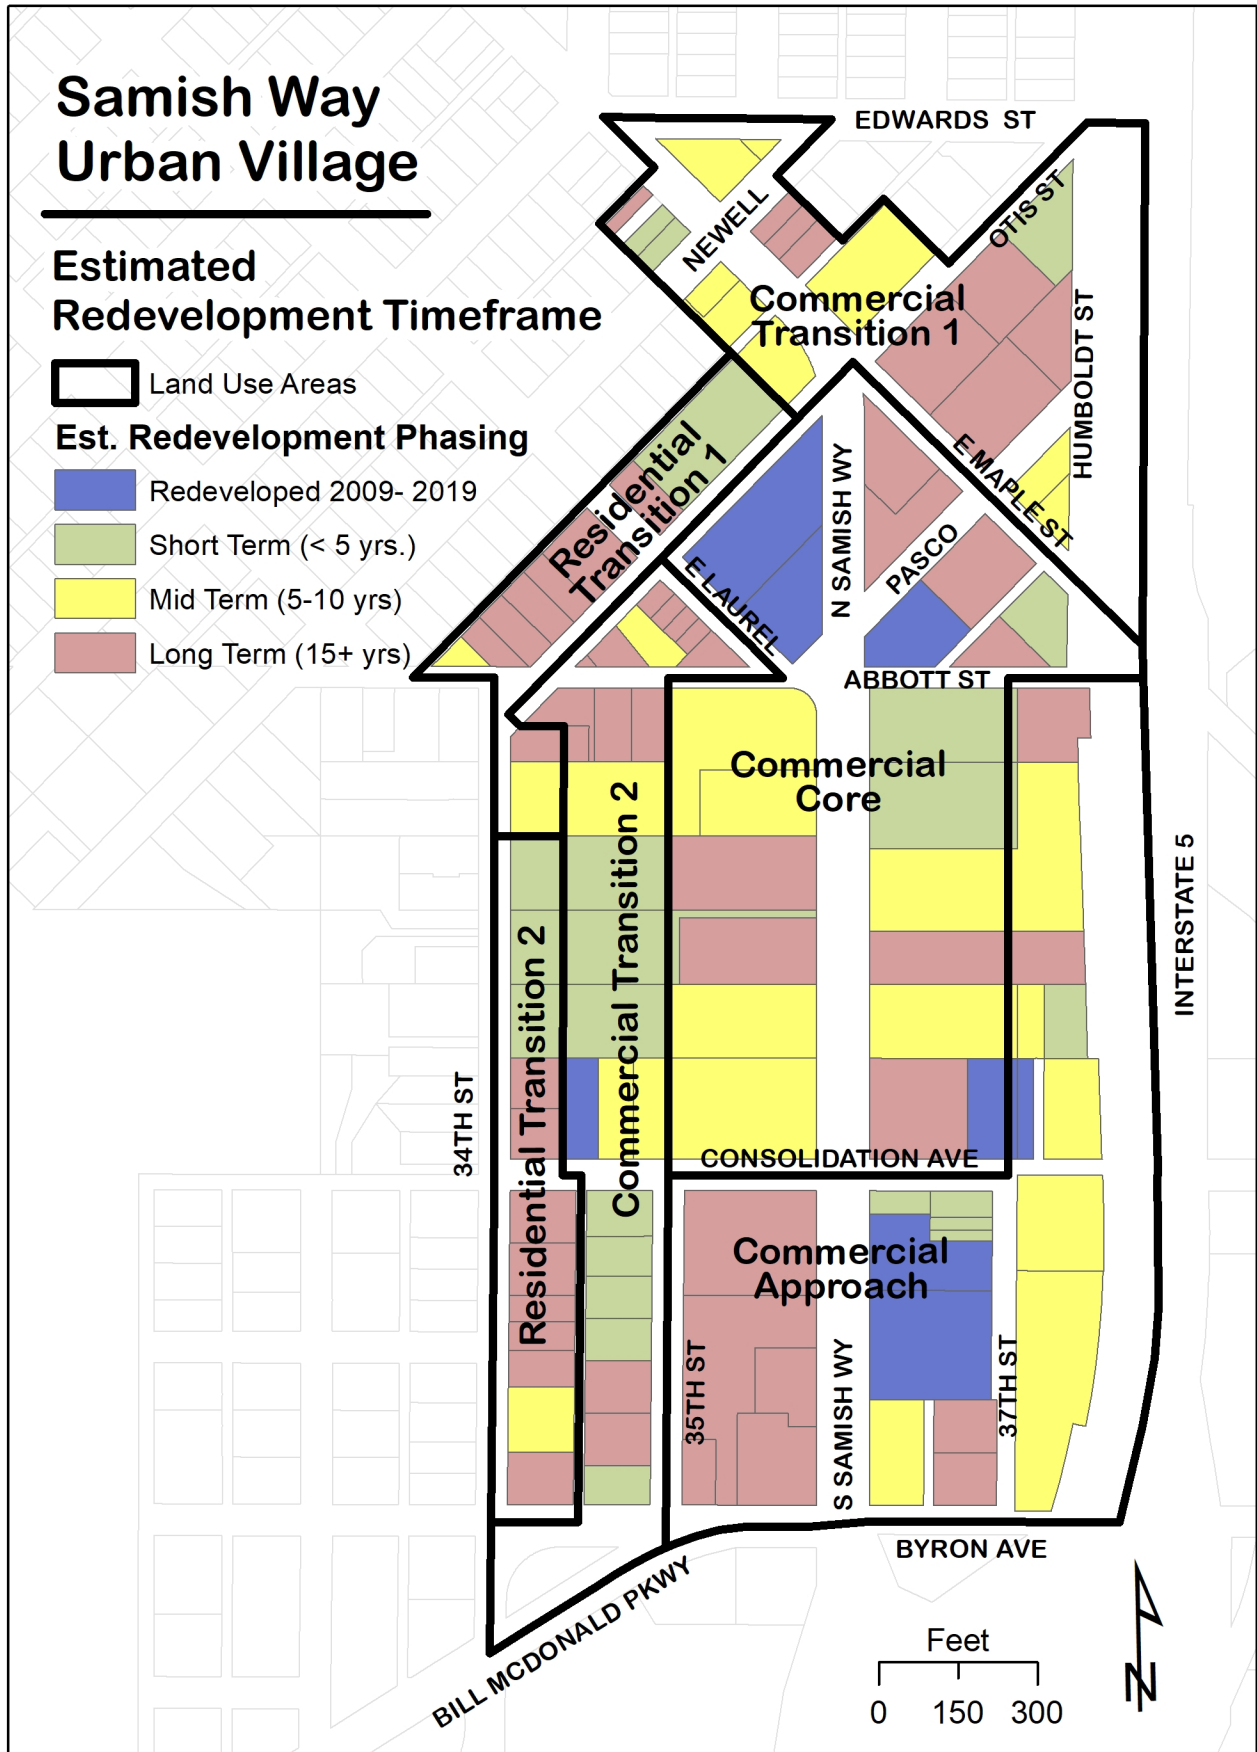 Samish Way
Urban Village
Estimated
Redevelopment Timeframe
Land Use Areas
Est. Redevelopment Phasing
Redeveloped 2009- 2019
Short Term (< 5 yrs.)
Mid Term (5-10 yrs)
Long Term (15+ yrs)
EDWARDS ST
OTIS ST
NEWELL
Commercial
Transition 1
HUMBOLDT ST
Residential
Transition 1
E MAPLE ST
N SAMISH WY
PASCO
E LAUREL
ABBOTT ST
Commercial
Core
Commercial Transition 2
Residential Transition 2
INTERSTATE 5
34TH ST
CONSOLIDATION AVE
Commercial
Approach
35TH ST
S SAMISH WY
37TH ST
BYRON AVE
BILL MCDONALD PKWY
Feet
0 150 300
N